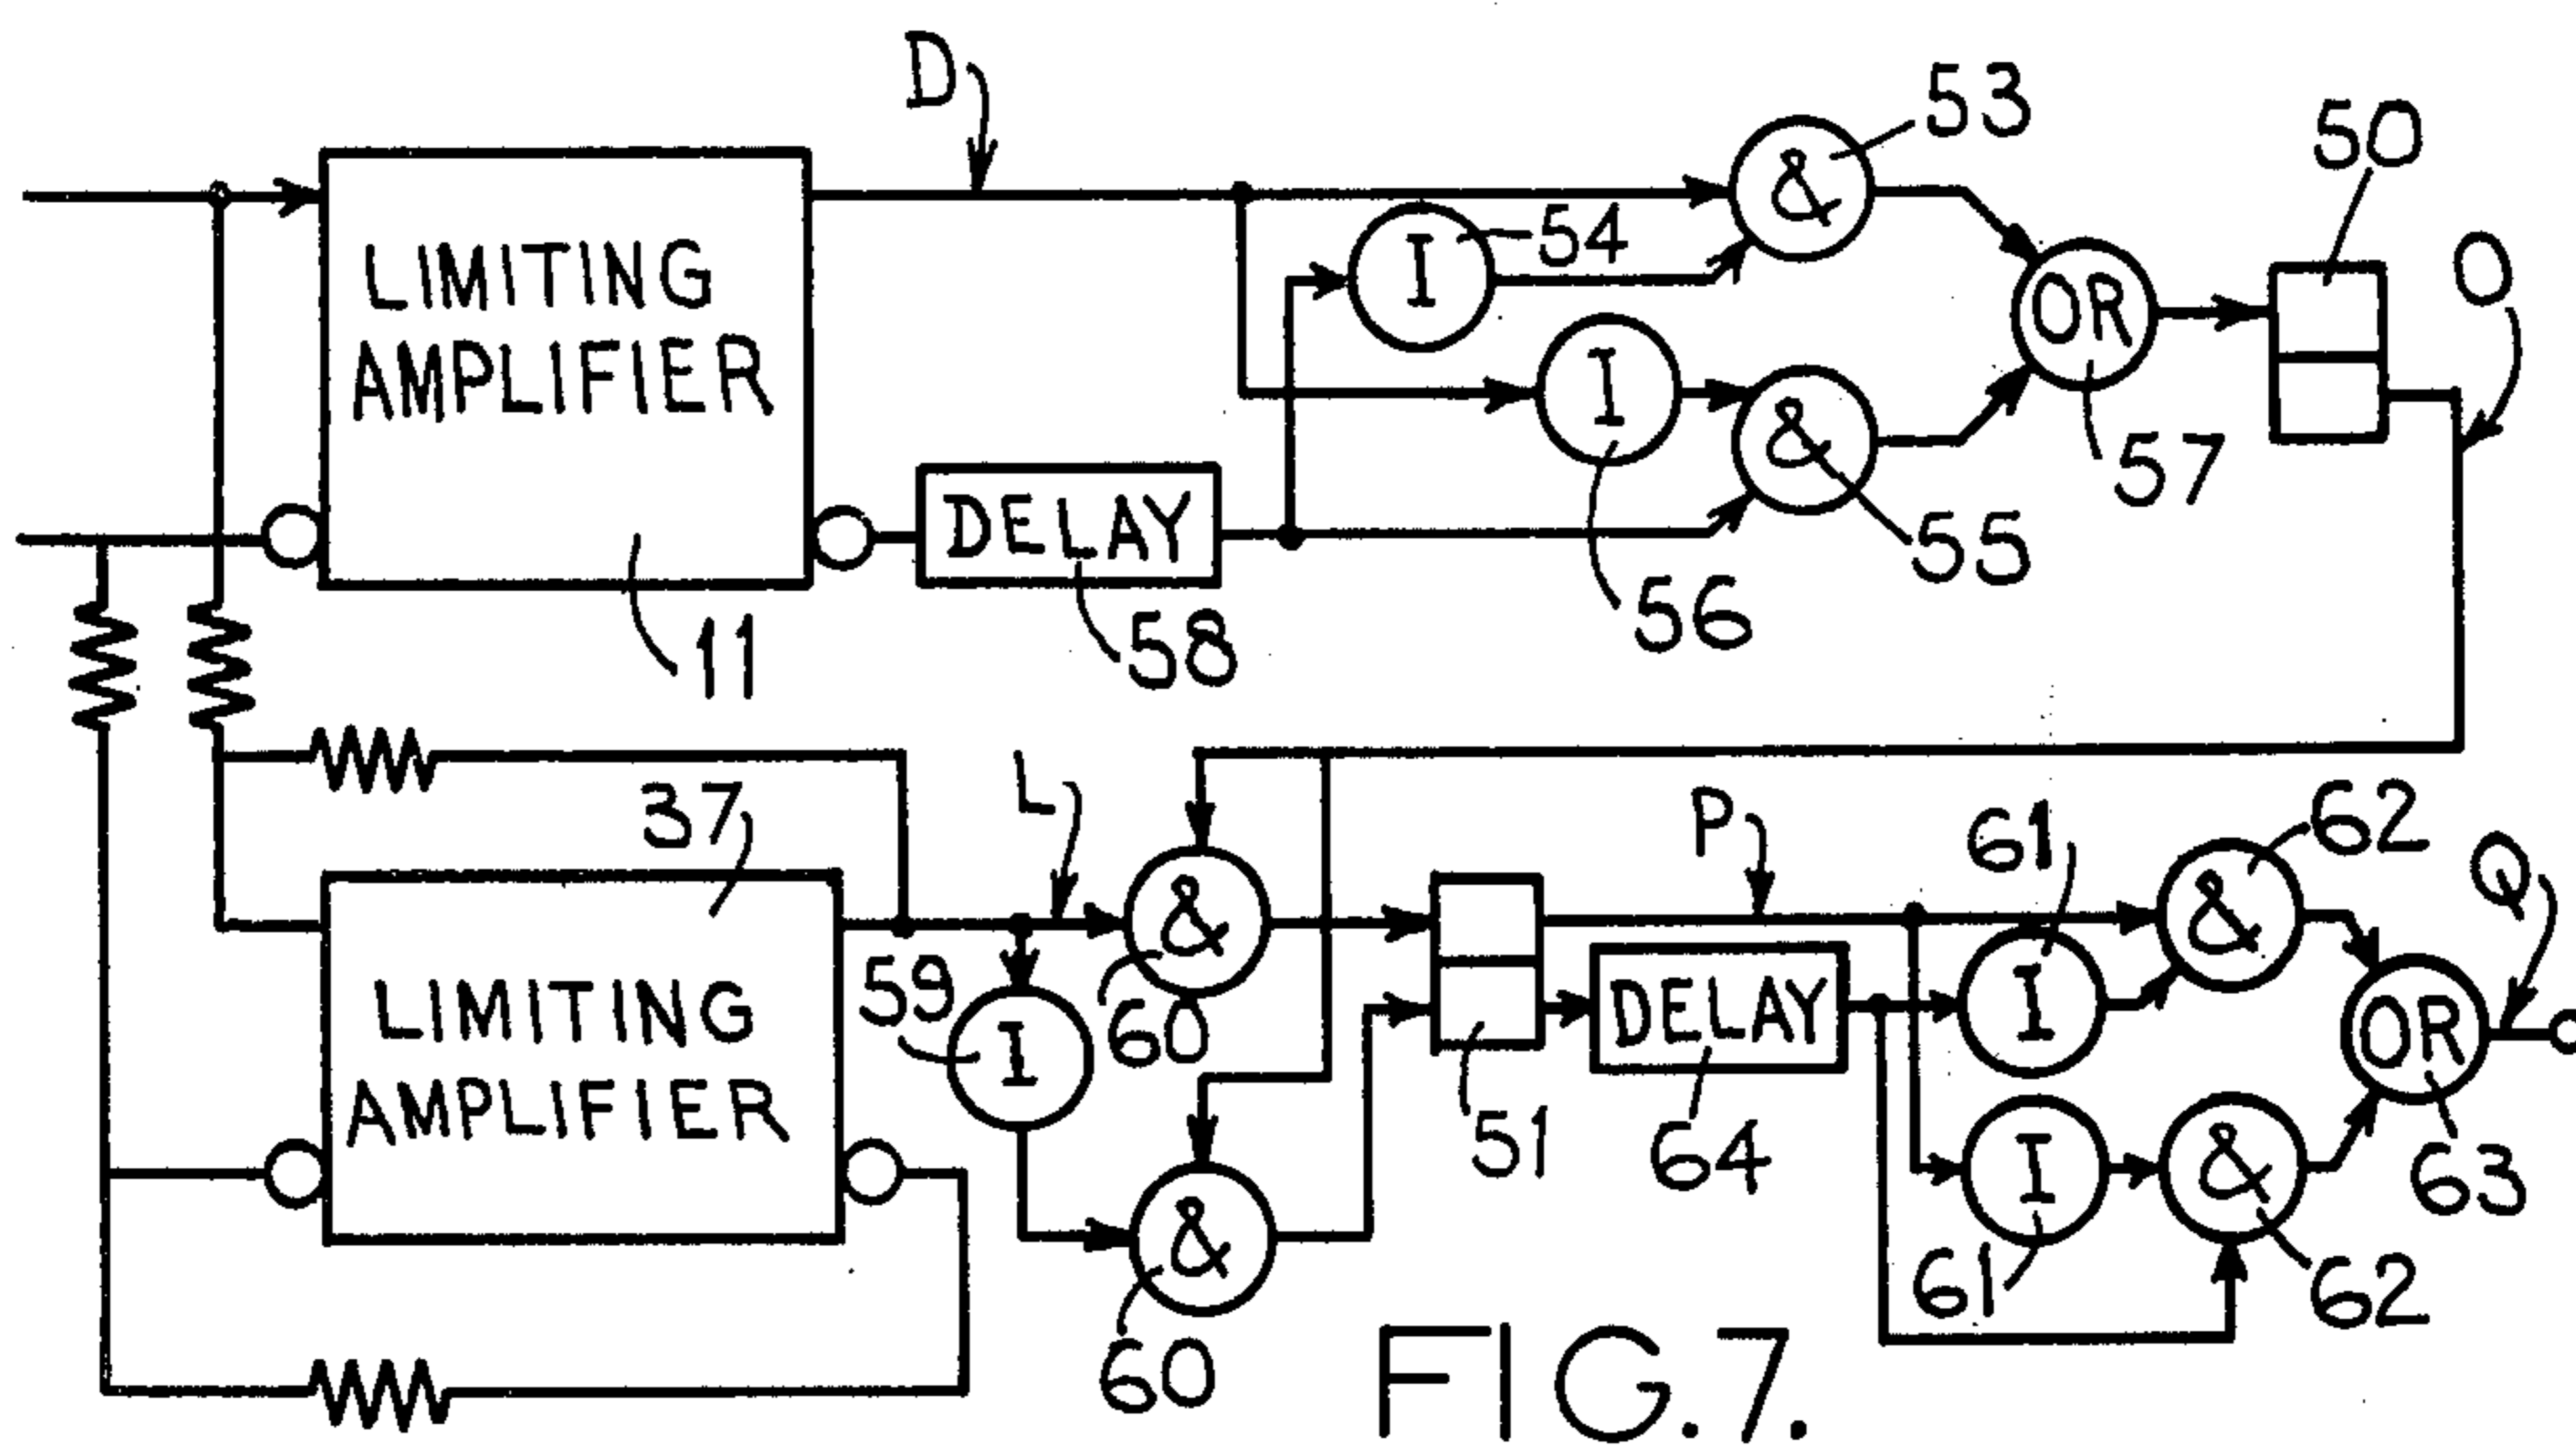 D
53
50
&
LIMITING
AMPLIFIER
I
54
O
OR
I
&
57
DELAY
55
56
11
58
37
L
P
61
62
Q
&
&
LIMITING
AMPLIFIER
59
60
I
DELAY
I
OR
51
64
I
&
63
&
61
62
60
FIG.7.